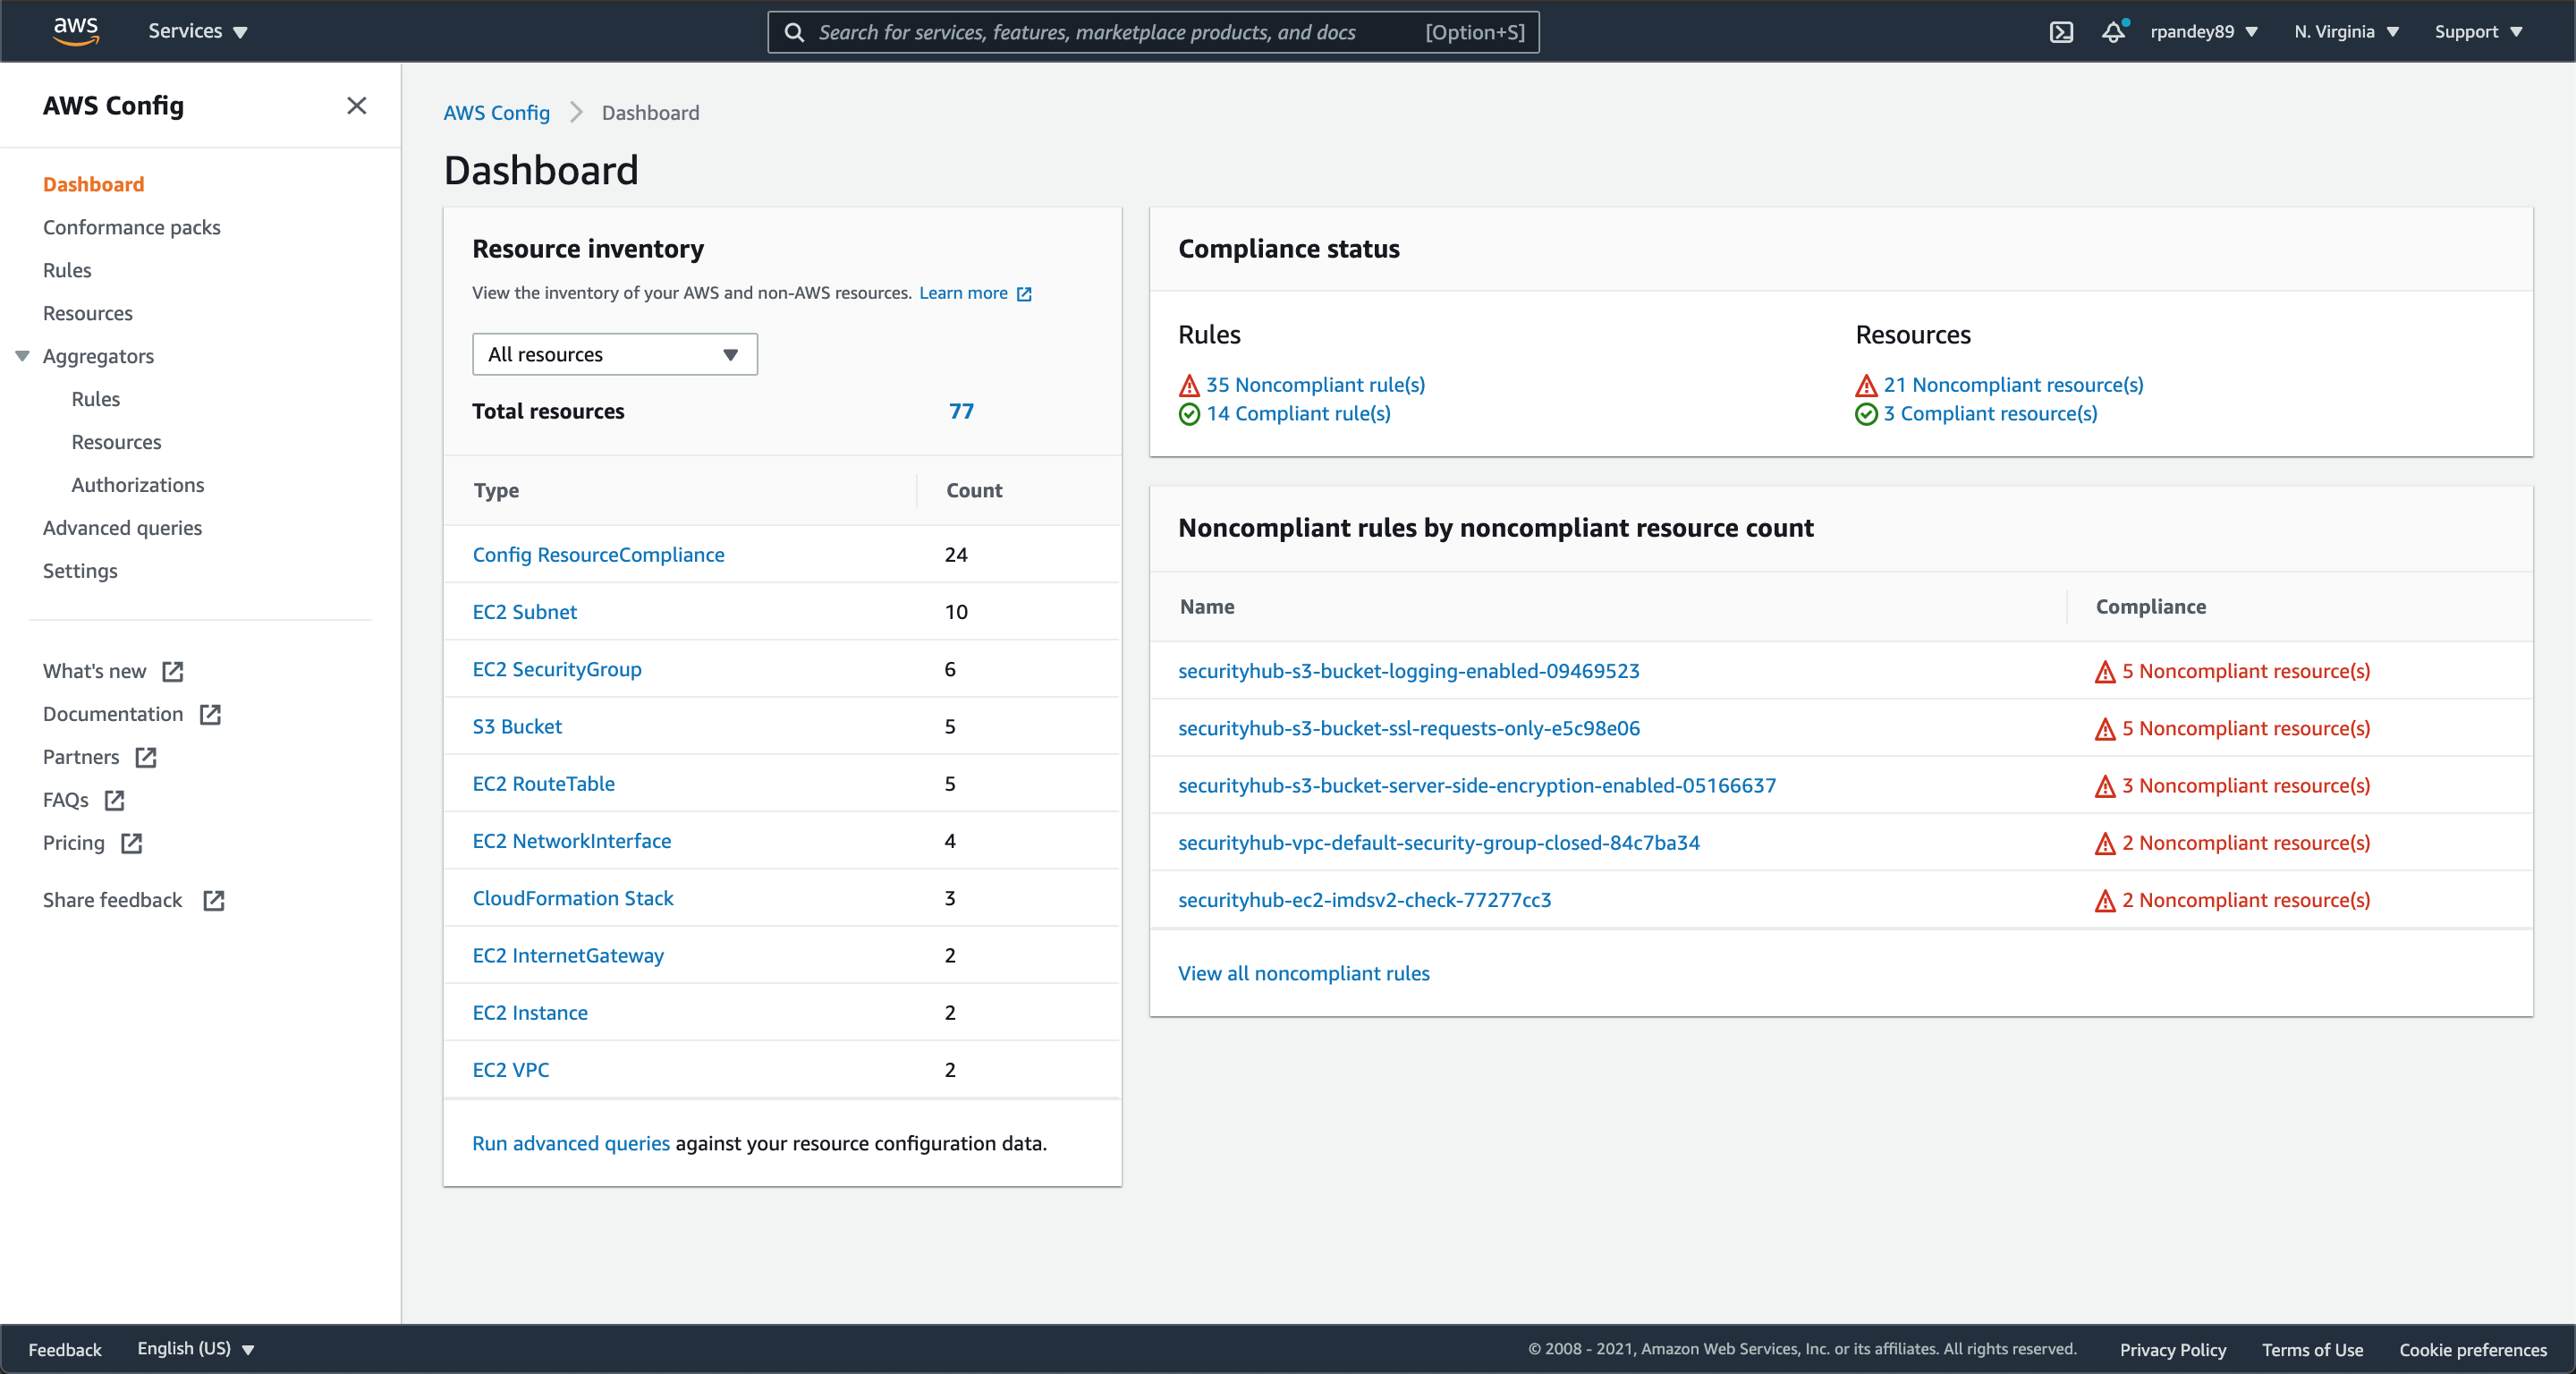 aws
Services
Search for services, features, marketplace products, and docs [Option+S]
rpandey89
N. Virginia
Support
AWS Config
Dashboard
Conformance packs
Rules
Resources
Aggregators
Rules
Resources
Authorizations
Advanced queries
Settings
What's new
Documentation
Partners
FAQs
Pricing
Share feedback
AWS Config Dashboard
Dashboard
Resource inventory
View the inventory of your AWS and non-AWS resources. Learn more
All resources
Total resources 77
Type Count
Config ResourceCompliance 24
EC2 Subnet 10
EC2 SecurityGroup 6
S3 Bucket 5
EC2 RouteTable 5
EC2 NetworkInterface 4
CloudFormation Stack 3
EC2 InternetGateway 2
EC2 Instance 2
EC2 VPC 2
Run advanced queries against your resource configuration data.
Compliance status
Rules
35 Noncompliant rule(s)
14 Compliant rule(s)
Resources
21 Noncompliant resource(s)
3 Compliant resource(s)
Noncompliant rules by noncompliant resource count
Name Compliance
securityhub-s3-bucket-logging-enabled-09469523 5 Noncompliant resource(s)
securityhub-s3-bucket-ssl-requests-only-e5c98e06 5 Noncompliant resource(s)
securityhub-s3-bucket-server-side-encryption-enabled-05166637 3 Noncompliant resource(s)
securityhub-vpc-default-security-group-closed-84c7ba34 2 Noncompliant resource(s)
securityhub-ec2-imdsv2-check-77277cc3 2 Noncompliant resource(s)
View all noncompliant rules
Feedback
English (US)
© 2008 - 2021, Amazon Web Services, Inc. or its affiliates. All rights reserved.
Privacy Policy
Terms of Use
Cookie preferences